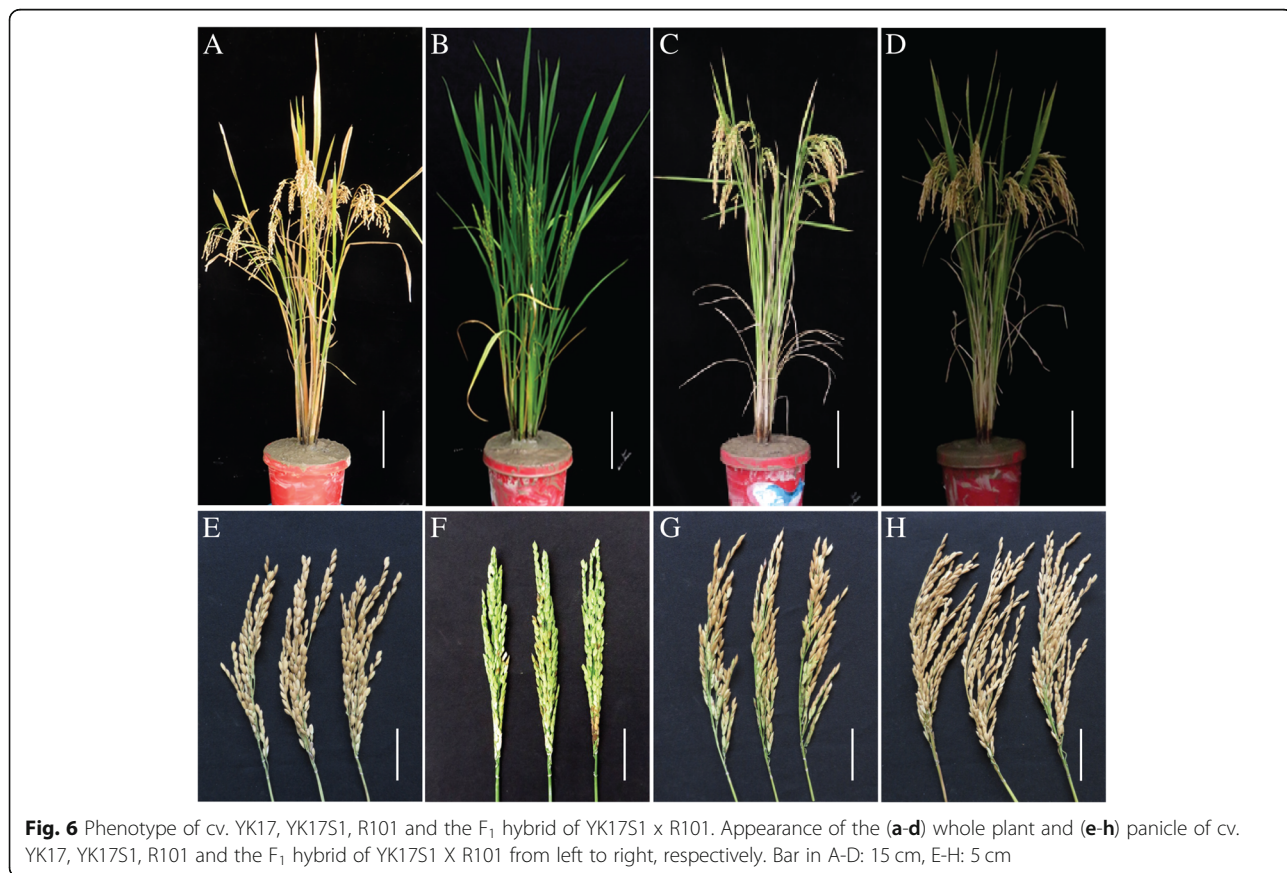 A
B
C
D
E
F
G
H
Fig. 6 Phenotype of cv. YK17, YK17S1, R101 and the F₁ hybrid of YK17S1 x R101. Appearance of the (a-d) whole plant and (e-h) panicle of cv.
YK17, YK17S1, R101 and the F₁ hybrid of YK17S1 X R101 from left to right, respectively. Bar in A-D: 15 cm, E-H: 5 cm